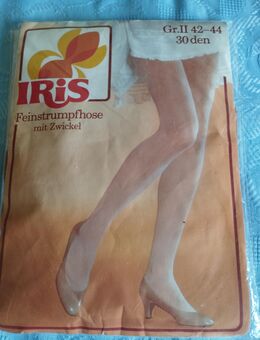 Gr.II 42-44
30 den
IRiS
Feinstrumpfhose
mit Zwickel